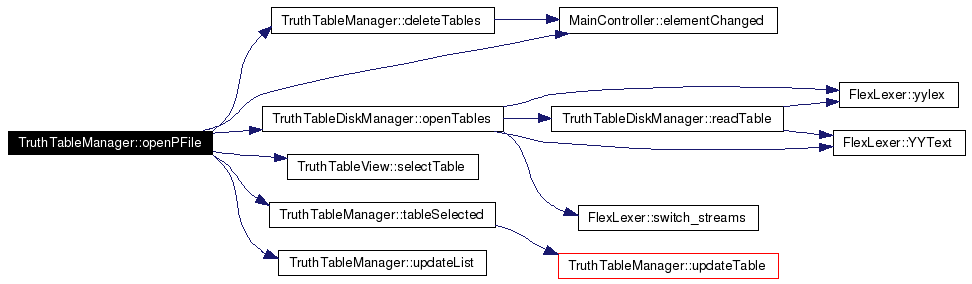 TruthTableManager::deleteTables
MainController::elementChanged
FlexLexer::yylex
TruthTableDiskManager::openTables
TruthTableDiskManager::readTable
TruthTableManager::openPFile
FlexLexer::YYText
TruthTableView::selectTable
TruthTableManager::tableSelected
FlexLexer::switch_streams
TruthTableManager::updateList
TruthTableManager::updateTable